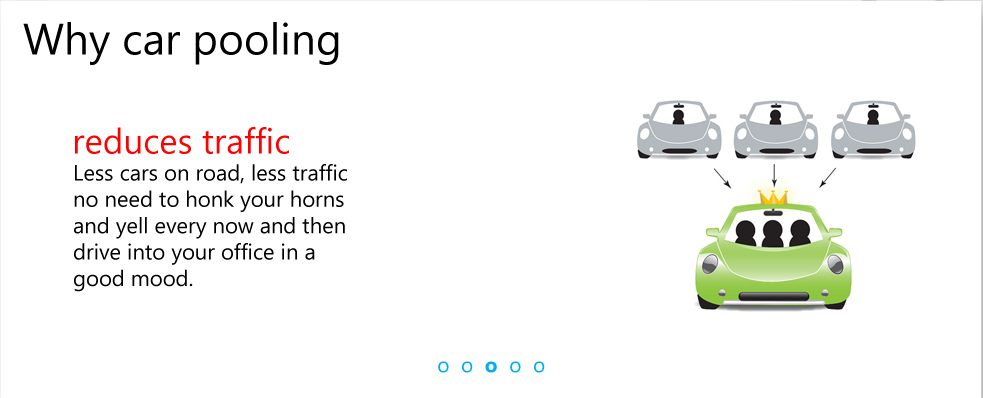 Why car pooling
reduces traffic
Less cars on road, less traffic
no need to honk your horns
and yell every now and then
drive into your office in a
good mood.